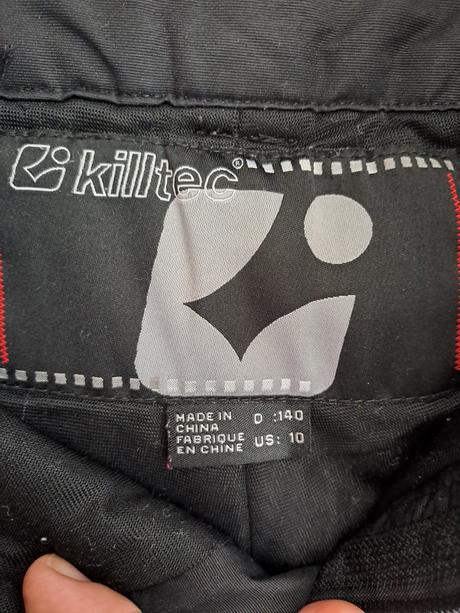 killtec®
MADE IN
CHINA
FABRIQUE
EN CHINE
D :140
US: 10